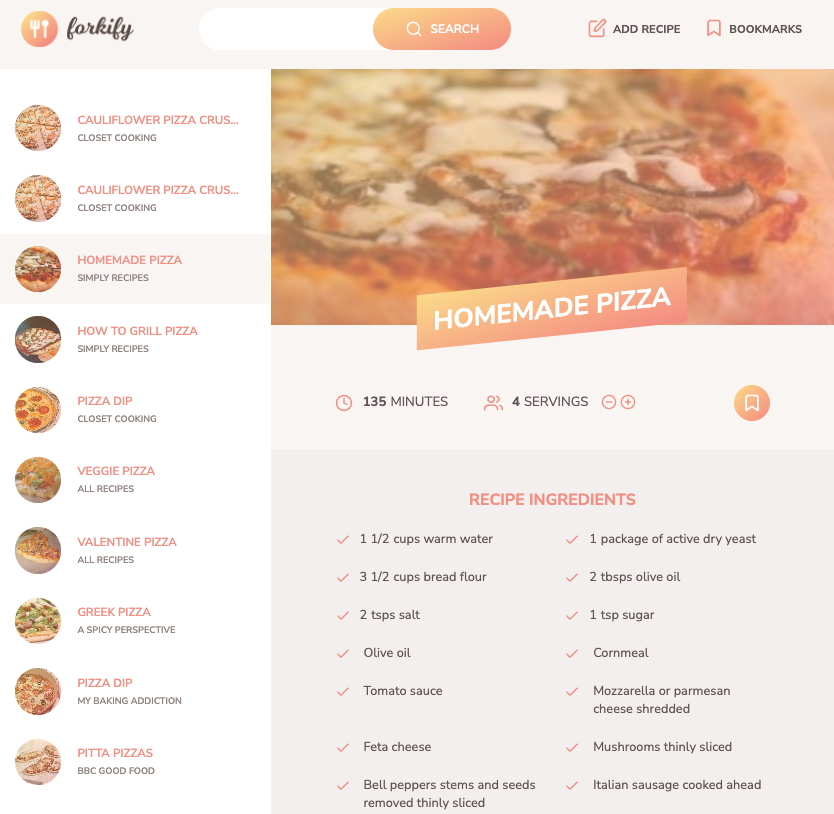 forkify
SEARCH
ADD RECIPE
BOOKMARKS
CAULIFLOWER PIZZA CRUS...
CLOSET COOKING
CAULIFLOWER PIZZA CRUS...
CLOSET COOKING
HOMEMADE PIZZA
SIMPLY RECIPES
HOW TO GRILL PIZZA
SIMPLY RECIPES
PIZZA DIP
CLOSET COOKING
VEGGIE PIZZA
ALL RECIPES
VALENTINE PIZZA
ALL RECIPES
GREEK PIZZA
A SPICY PERSPECTIVE
PIZZA DIP
MY BAKING ADDICTION
PITTA PIZZAS
BBC GOOD FOOD
HOMEMADE PIZZA
135 MINUTES
4 SERVINGS
RECIPE INGREDIENTS
1 1/2 cups warm water
1 package of active dry yeast
3 1/2 cups bread flour
2 tbsps olive oil
2 tsps salt
1 tsp sugar
Olive oil
Cornmeal
Tomato sauce
Mozzarella or parmesan
cheese shredded
Feta cheese
Mushrooms thinly sliced
Bell peppers stems and seeds
removed thinly sliced
Italian sausage cooked ahead